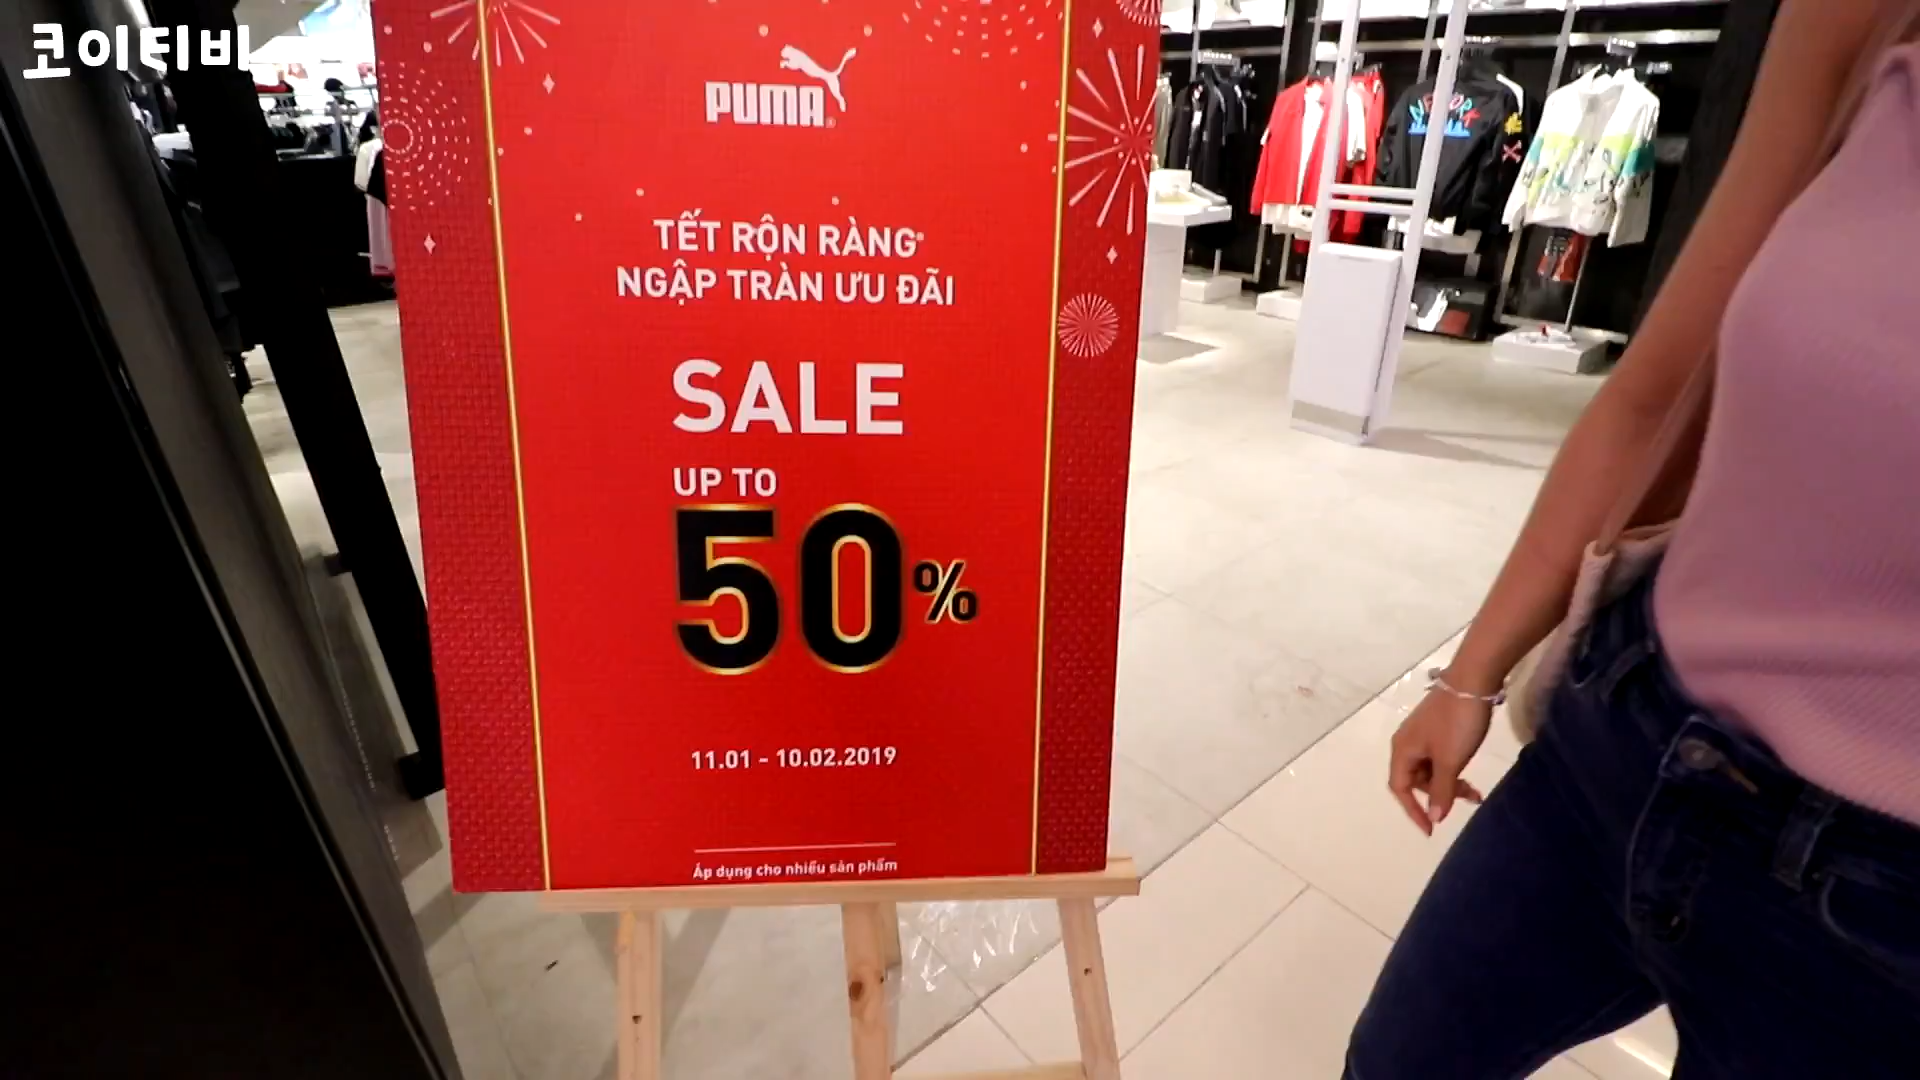 코이티비
PUMA
TẾT RỘN RÀNG
NGẬP TRÀN ƯU ĐÃI
SALE
UP TO
50%
11.01 - 10.02.2019
Áp dụng cho nhiều sản phẩm